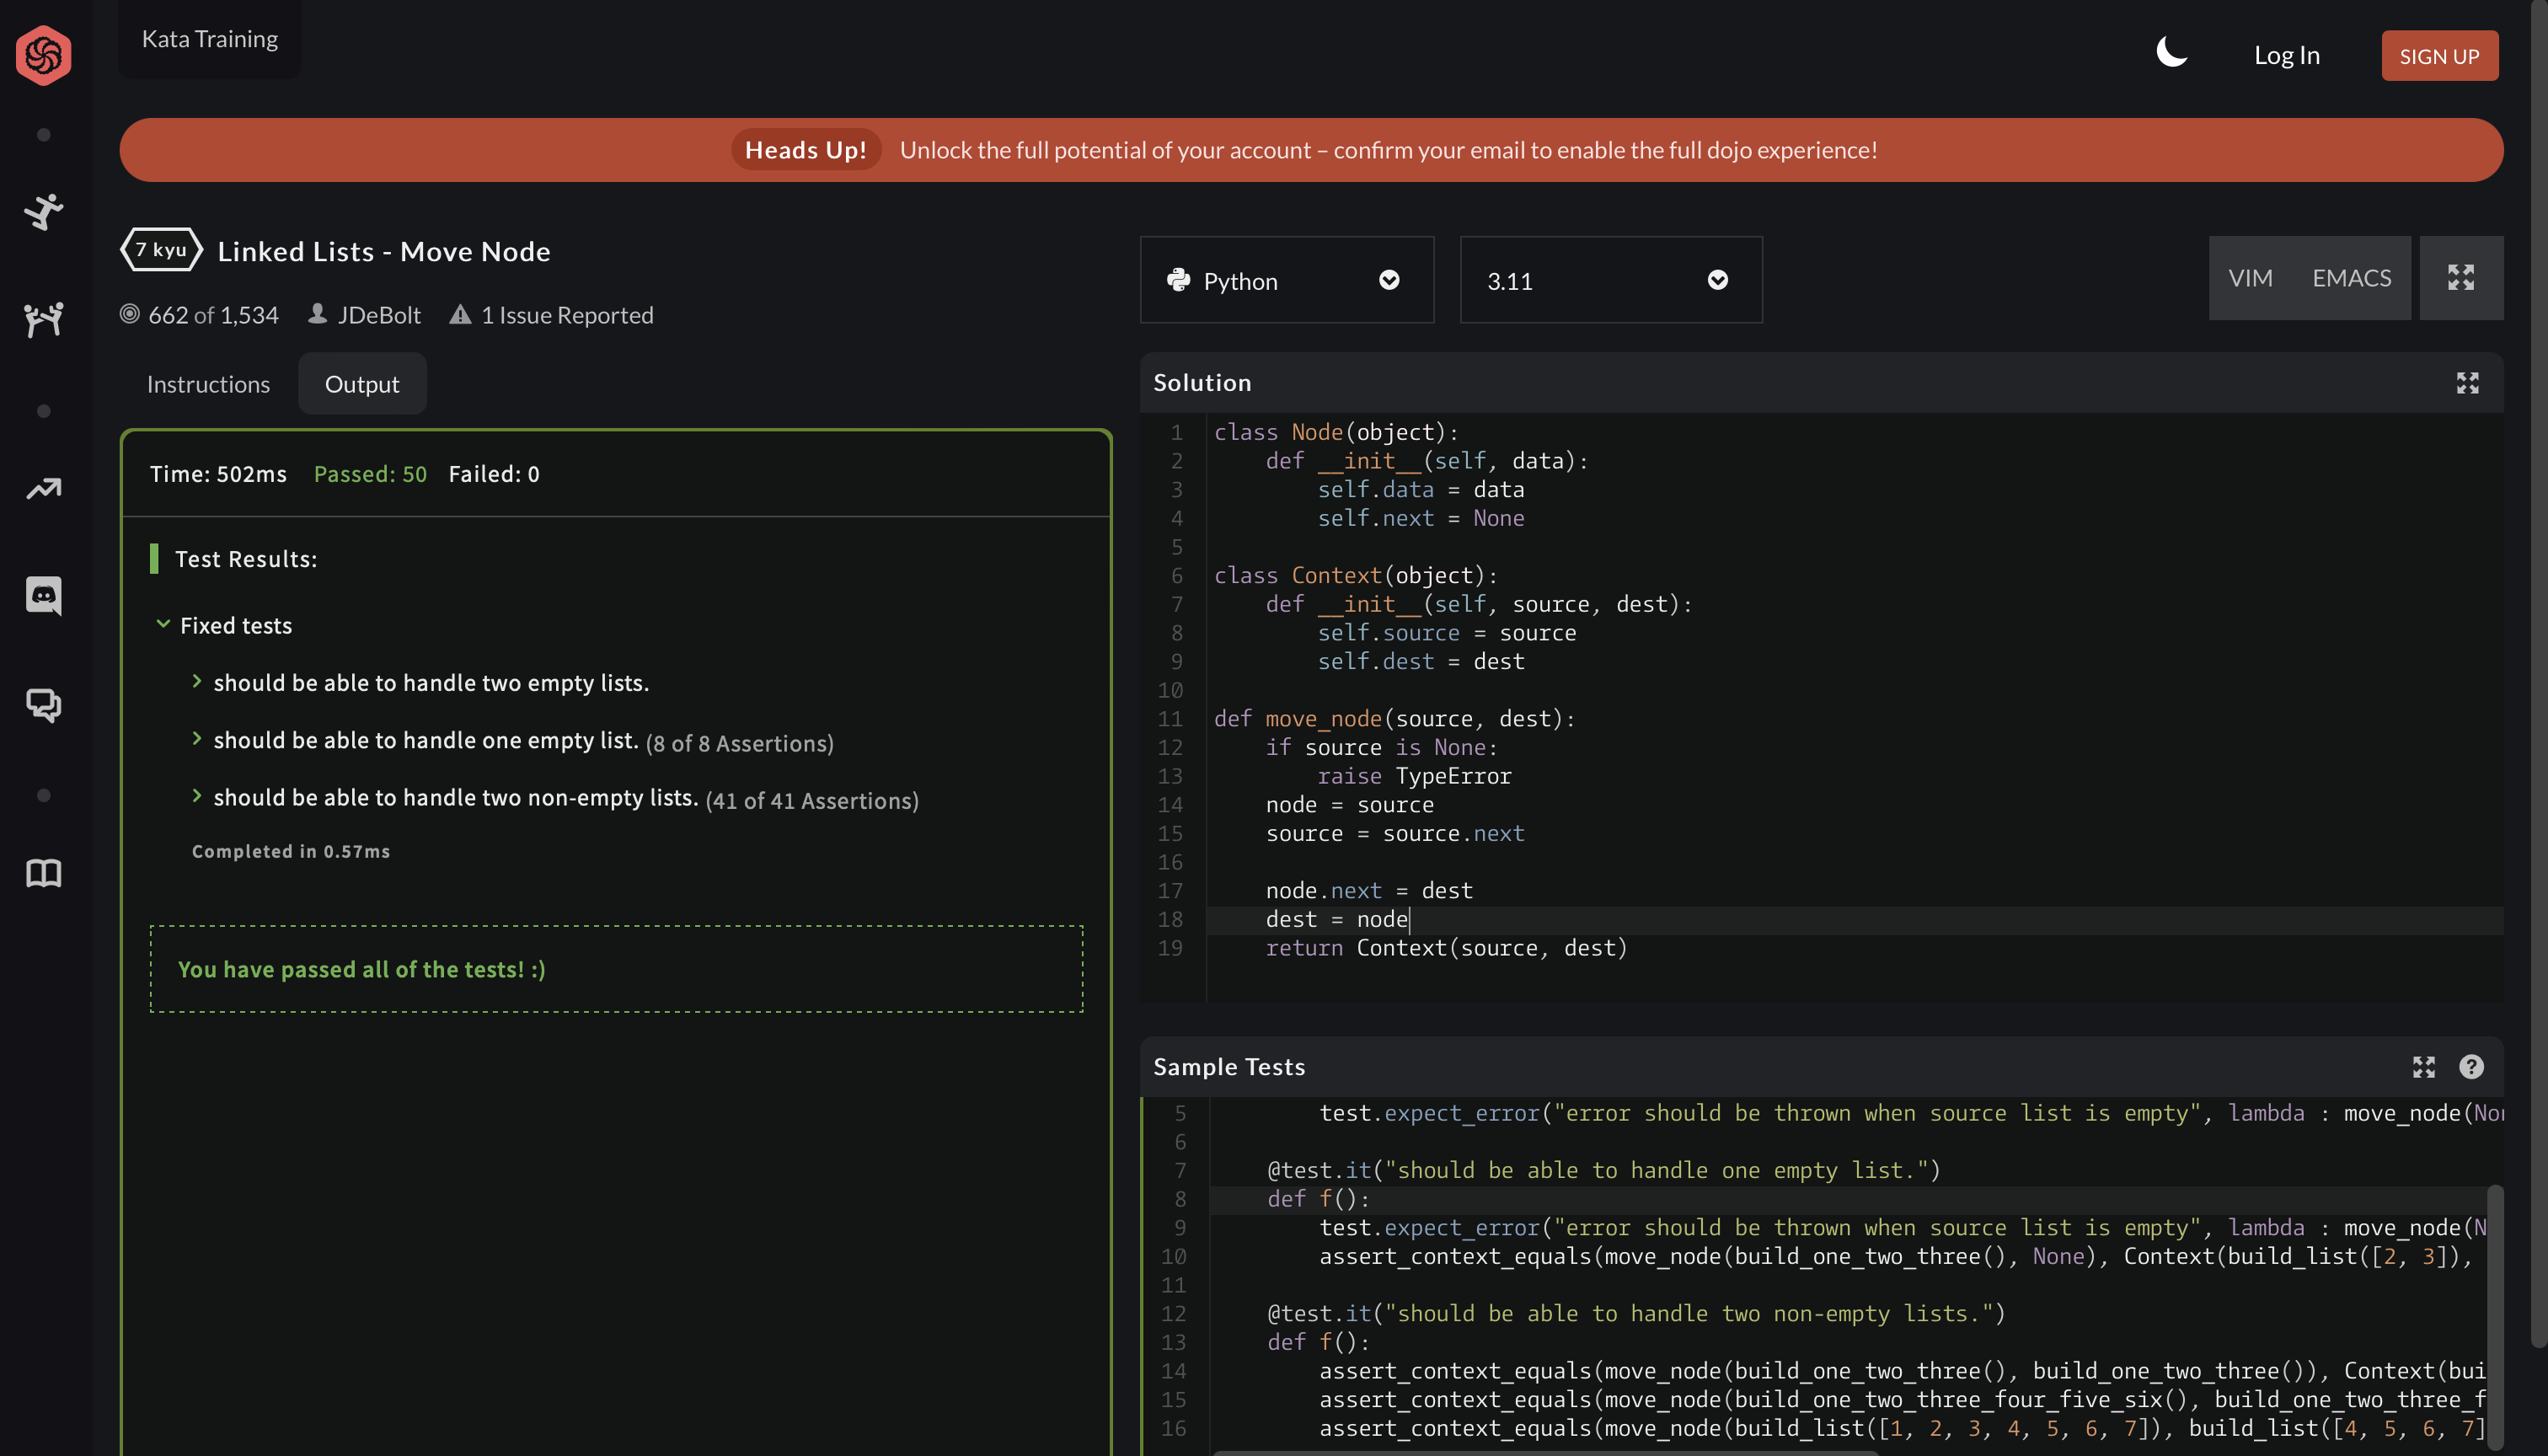 Kata Training
Log In
SIGN UP
Heads Up! Unlock the full potential of your account – confirm your email to enable the full dojo experience!
7 kyu Linked Lists - Move Node
662 of 1,534 JDeBolt 1 Issue Reported
Instructions Output
Time: 502ms Passed: 50 Failed: 0
Test Results:
Fixed tests
should be able to handle two empty lists.
should be able to handle one empty list. (8 of 8 Assertions)
should be able to handle two non-empty lists. (41 of 41 Assertions)
Completed in 0.57ms
You have passed all of the tests! :)
Python 3.11 VIM EMACS
Solution
1 class Node(object):
2     def __init__(self, data):
3         self.data = data
4         self.next = None
5
6 class Context(object):
7     def __init__(self, source, dest):
8         self.source = source
9         self.dest = dest
10
11 def move_node(source, dest):
12     if source is None:
13         raise TypeError
14     node = source
15     source = source.next
16
17     node.next = dest
18     dest = node
19     return Context(source, dest)
Sample Tests
5         test.expect_error("error should be thrown when source list is empty", lambda : move_node(Non
6
7     @test.it("should be able to handle one empty list.")
8     def f():
9         test.expect_error("error should be thrown when source list is empty", lambda : move_node(N
10         assert_context_equals(move_node(build_one_two_three(), None), Context(build_list([2, 3]),
11
12     @test.it("should be able to handle two non-empty lists.")
13     def f():
14         assert_context_equals(move_node(build_one_two_three(), build_one_two_three()), Context(bui
15         assert_context_equals(move_node(build_one_two_three_four_five_six(), build_one_two_three_f
16         assert_context_equals(move_node(build_list([1, 2, 3, 4, 5, 6, 7]), build_list([4, 5, 6, 7]